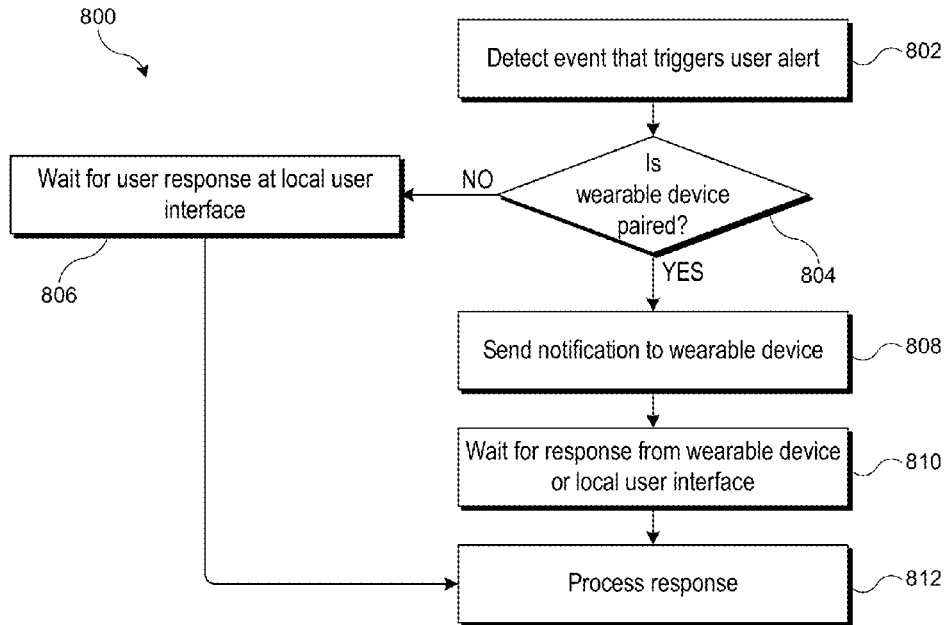 800
Detect event that triggers user alert
802
Is
wearable device
paired?
804
NO
Wait for user response at local user
interface
806
YES
Send notification to wearable device
808
Wait for response from wearable device
or local user interface
810
Process response
812